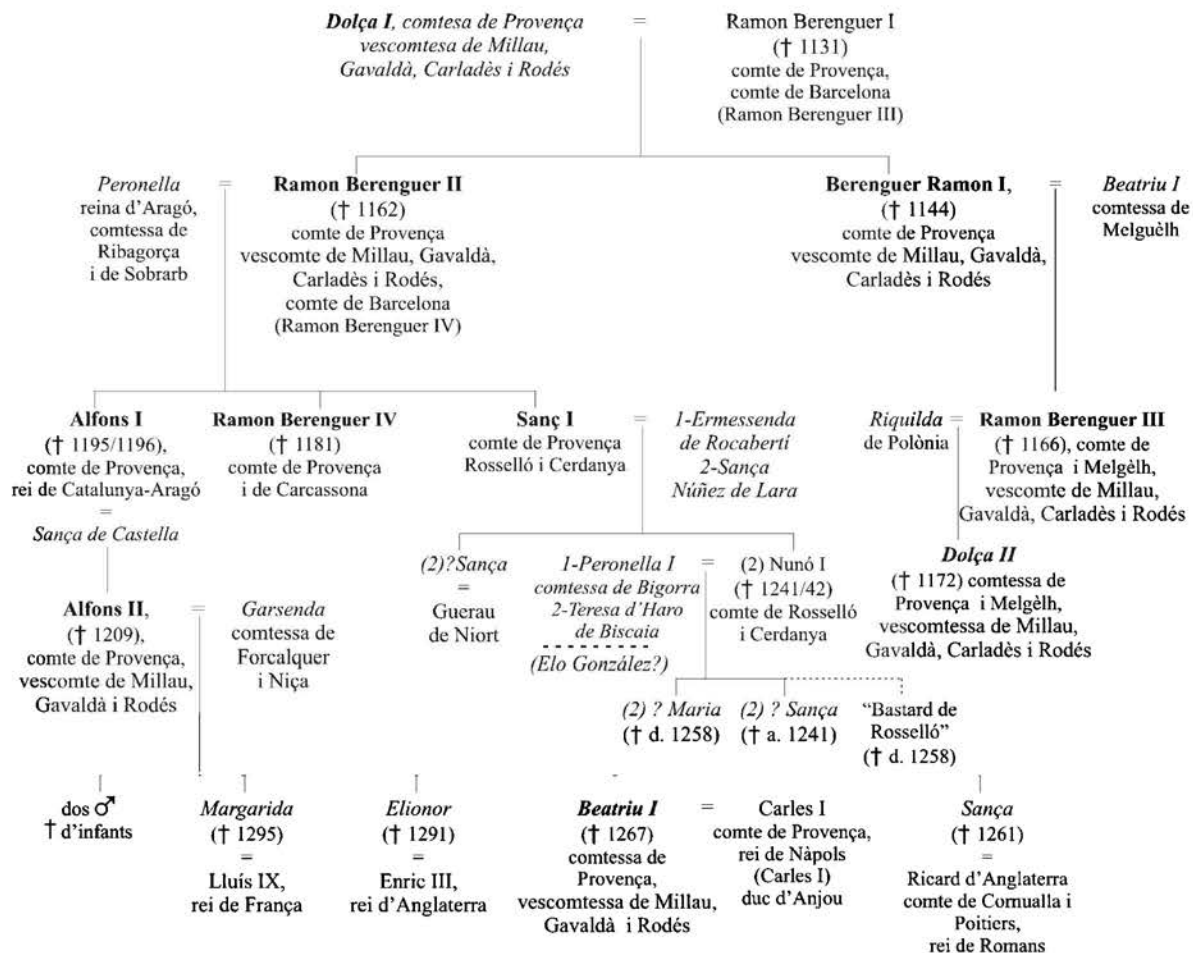 Dolça I, comtesa de Provença
vescomtesa de Millau,
Gavaldà, Carladès i Rodés
=
Ramon Berenguer I
(† 1131)
comte de Provença,
comte de Barcelona
(Ramon Berenguer III)
Peronella
reina d'Aragó,
comtessa de
Ribagorça
i de Sobrarb
=
Ramon Berenguer II
(† 1162)
comte de Provença
vescomte de Millau, Gavaldà,
Carladès i Rodés,
comte de Barcelona
(Ramon Berenguer IV)
Berenguer Ramon I,
(† 1144)
comte de Provença
vescomte de Millau, Gavaldà,
Carladès i Rodés
=
Beatriu I
comtessa de
Melguèlh
Alfons I
(† 1195/1196),
comte de Provença,
rei de Catalunya-Aragó
=
Sança de Castella
Ramon Berenguer IV
(† 1181)
comte de Provença
i de Carcassona
Sanç I
comte de Provença
Rosselló i Cerdanya
=
1-Ermessenda
de Rocabertí
2-Sança
Núñez de Lara
Riquilda
de Polònia
=
Ramon Berenguer III
(† 1166), comte de
Provença i Melgèlh,
vescomte de Millau,
Gavaldà, Carladès i Rodés
Alfons II,
(† 1209),
comte de Provença,
vescomte de Millau,
Gavaldà i Rodés
=
Garsenda
comtessa de
Forcalquer
i Niça
(2)?Sança
=
Guerau
de Niort
1-Peronella I
comtessa de Bigorra
2-Teresa d'Haro
de Biscaia
(Elo González?)
=
(2) Nunó I
(† 1241/42)
comte de Rosselló
i Cerdanya
Dolça II
(† 1172) comtessa de
Provença i Melgèlh,
vescomtessa de Millau,
Gavaldà, Carladès i Rodés
(2) ? Maria
(† d. 1258)
(2) ? Sança
(† a. 1241)
“Bastard de
Rosselló”
(† d. 1258)
dos ♂
† d'infants
Margarida
(† 1295)
=
Lluís IX,
rei de França
Elionor
(† 1291)
=
Enric III,
rei d'Anglaterra
Beatriu I
(† 1267)
comtessa de
Provença,
vescomtessa de Millau,
Gavaldà i Rodés
=
Carles I
comte de Provença,
rei de Nàpols
(Carles I)
duc d'Anjou
Sança
(† 1261)
=
Ricard d'Anglaterra
comte de Cornualla i
Poitiers,
rei de Romans